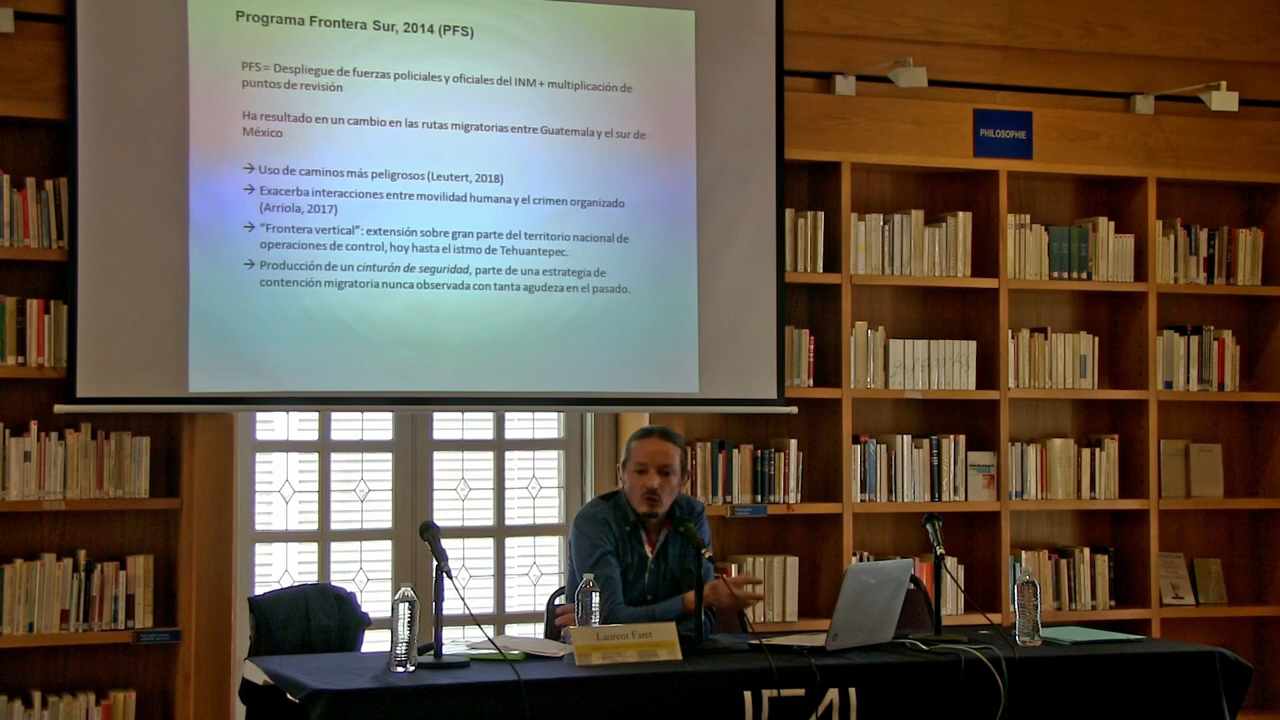 Programa Frontera Sur, 2014 (PFS)
PFS = Despliegue de fuerzas policiales y oficiales del INM + multiplicación de
puntos de revisión
Ha resultado en un cambio en las rutas migratorias entre Guatemala y el sur de
México
→ Uso de caminos más peligrosos (Leutert, 2018)
→ Exacerba interacciones entre movilidad humana y el crimen organizado
(Arriola, 2017)
→ "Frontera vertical": extensión sobre gran parte del territorio nacional de
operaciones de control, hoy hasta el istmo de Tehuantepec.
→ Producción de un cinturón de seguridad, parte de una estrategia de
contención migratoria nunca observada con tanta agudeza en el pasado.
PHILOSOPHIE
Laurent Faret